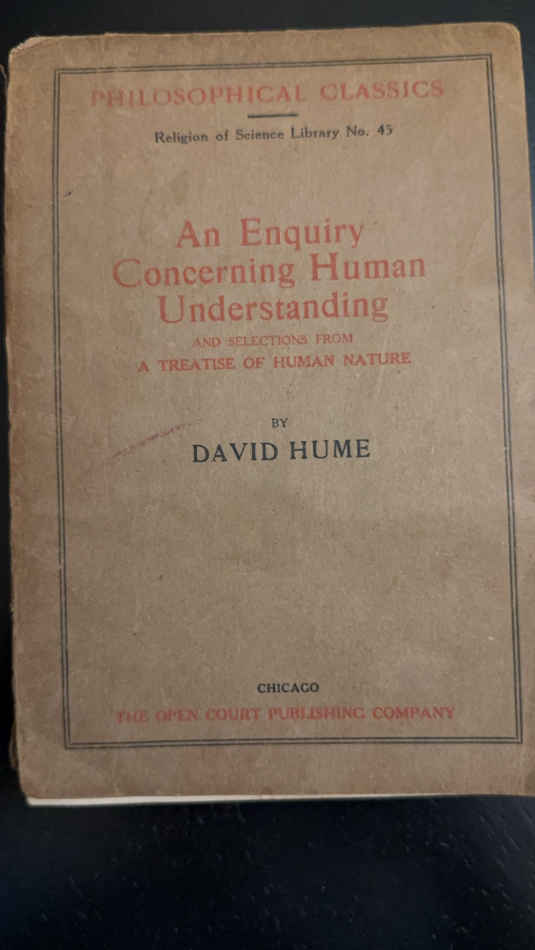 PHILOSOPHICAL CLASSICS
Religion of Science Library No. 45
An Enquiry
Concerning Human
Understanding
AND SELECTIONS FROM
A TREATISE OF HUMAN NATURE
BY
DAVID HUME
CHICAGO
THE OPEN COURT PUBLISHING COMPANY